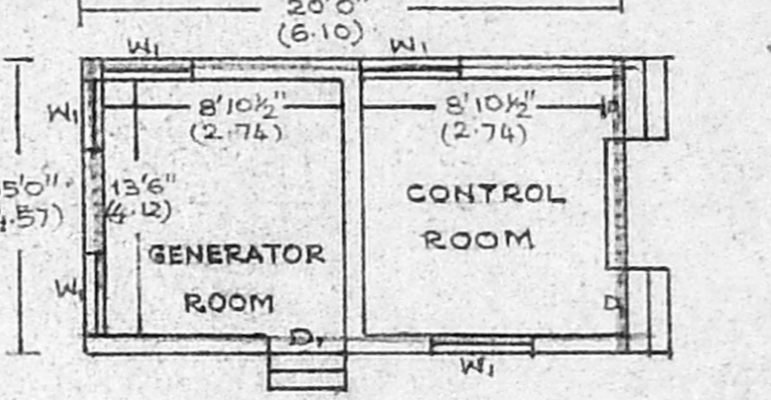 20'0"
(6.10)
W1
W1
W1
8'10½"
(2.74)
8'10½"
(2.74)
13'6"
(4.12)
CONTROL
ROOM
GENERATOR
ROOM
W1
D1
W1